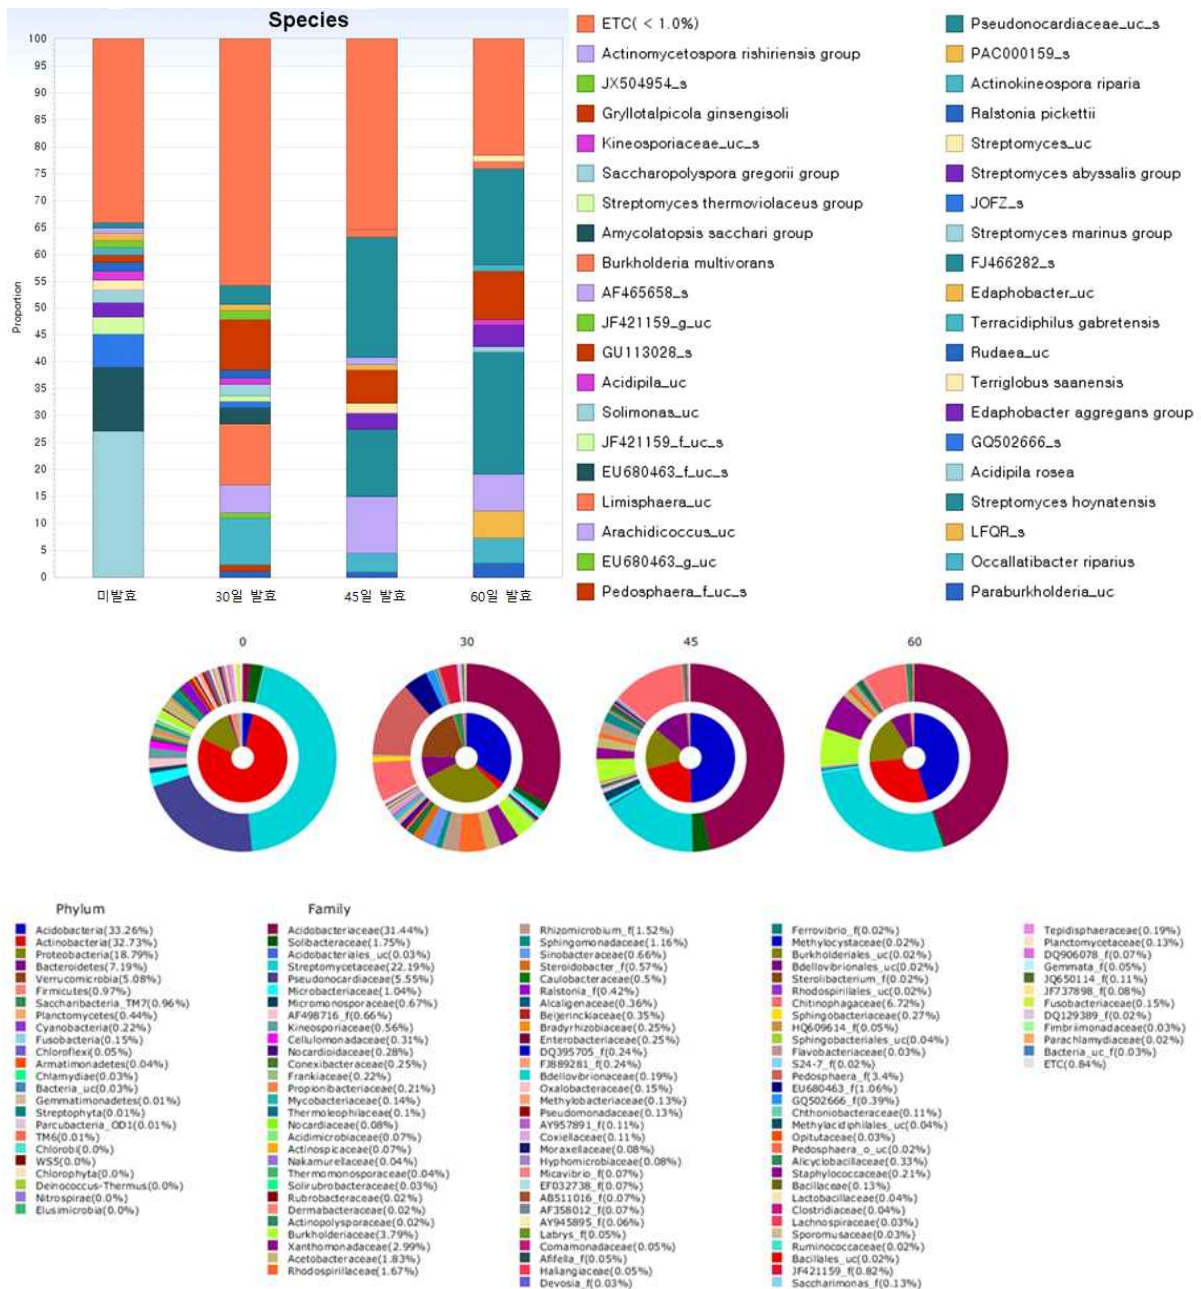 Species
Proportion
100
95
90
85
80
75
70
65
60
55
50
45
40
35
30
25
20
15
10
5
0
미발효
30일 발효
45일 발효
60일 발효
ETC( < 1.0%)
Actinomycetospora rishiriensis group
JX504954_s
Gryllotalpicola ginsengisoli
Kineosporiaceae_uc_s
Saccharopolyspora gregorii group
Streptomyces thermoviolaceus group
Amycolatopsis sacchari group
Burkholderia multivorans
AF465658_s
JF421159_g_uc
GU113028_s
Acidipila_uc
Solimonas_uc
JF421159_f_uc_s
EU680463_f_uc_s
Limisphaera_uc
Arachidicoccus_uc
EU680463_g_uc
Pedosphaera_f_uc_s
Pseudonocardiaceae_uc_s
PAC000159_s
Actinokineospora riparia
Ralstonia pickettii
Streptomyces_uc
Streptomyces abyssalis group
JOFZ_s
Streptomyces marinus group
FJ466282_s
Edaphobacter_uc
Terracidiphilus gabretensis
Rudaea_uc
Terriglobus saanensis
Edaphobacter aggregans group
GQ502666_s
Acidipila rosea
Streptomyces hoynatensis
LFQR_s
Occallatibacter riparius
Paraburkholderia_uc
0
30
45
60
Phylum
Acidobacteria(33.26%)
Actinobacteria(32.73%)
Proteobacteria(18.79%)
Bacteroidetes(7.19%)
Verrucomicrobia(5.08%)
Firmicutes(0.97%)
Saccharibacteria_TM7(0.96%)
Planctomycetes(0.44%)
Cyanobacteria(0.22%)
Fusobacteria(0.15%)
Chloroflexi(0.05%)
Armatimonadetes(0.04%)
Chlamydiae(0.03%)
Bacteria_uc(0.03%)
Gemmatimonadetes(0.01%)
Streptophyta(0.01%)
Parcubacteria_OD1(0.01%)
TM6(0.01%)
Chlorobi(0.0%)
WS5(0.0%)
Chlorophyta(0.0%)
Deinococcus-Thermus(0.0%)
Nitrospirae(0.0%)
Elusimicrobia(0.0%)
Family
Acidobacteriaceae(31.44%)
Solibacteraceae(1.75%)
Acidobacteriales_uc(0.03%)
Streptomycetaceae(22.19%)
Pseudonocardiaceae(5.55%)
Microbacteriaceae(1.04%)
Micromonosporaceae(0.67%)
AF498716_f(0.66%)
Kineosporiaceae(0.56%)
Cellulomonadaceae(0.31%)
Nocardioidaceae(0.28%)
Conexibacteraceae(0.25%)
Frankiaceae(0.22%)
Propionibacteriaceae(0.21%)
Mycobacteriaceae(0.14%)
Thermoleophilaceae(0.1%)
Nocardiaceae(0.08%)
Acidimicrobiaceae(0.07%)
Actinospicaceae(0.07%)
Nakamurellaceae(0.04%)
Thermomonosporaceae(0.04%)
Solirubrobacteraceae(0.03%)
Rubrobacteraceae(0.02%)
Dermabacteraceae(0.02%)
Actinopolysporaceae(0.02%)
Burkholderiaceae(3.79%)
Xanthomonadaceae(2.99%)
Acetobacteraceae(1.83%)
Rhodospirillaceae(1.67%)
Rhizomicrobium_f(1.52%)
Sphingomonadaceae(1.16%)
Sinobacteraceae(0.66%)
Steroidobacter_f(0.57%)
Caulobacteraceae(0.5%)
Ralstonia_f(0.42%)
Alcaligenaceae(0.36%)
Beijerinckiaceae(0.35%)
Bradyrhizobiaceae(0.25%)
Enterobacteriaceae(0.25%)
DQ395705_f(0.24%)
FJ889281_f(0.24%)
Bdellovibrionaceae(0.19%)
Oxalobacteraceae(0.15%)
Methylobacteriaceae(0.13%)
Pseudomonadaceae(0.13%)
AY957891_f(0.11%)
Coxiellaceae(0.11%)
Moraxellaceae(0.08%)
Hyphomicrobiaceae(0.08%)
Micavibrio_f(0.07%)
EF032738_f(0.07%)
AB511016_f(0.07%)
AF358012_f(0.07%)
AY945895_f(0.06%)
Labrys_f(0.05%)
Comamonadaceae(0.05%)
Afifella_f(0.05%)
Haliangiaceae(0.05%)
Devosia_f(0.03%)
Ferrovibrio_f(0.02%)
Methylocystaceae(0.02%)
Burkholderiales_uc(0.02%)
Bdellovibrionales_uc(0.02%)
Sterolibacterium_f(0.02%)
Rhodospirillales_uc(0.02%)
Chitinophagaceae(6.72%)
Sphingobacteriaceae(0.27%)
HQ609614_f(0.05%)
Sphingobacteriales_uc(0.04%)
Flavobacteriaceae(0.03%)
S24-7_f(0.02%)
Pedosphaera_f(3.4%)
EU680463_f(1.06%)
GQ502666_f(0.39%)
Chthoniobacteraceae(0.11%)
Methylacidiphilales_uc(0.04%)
Opitutaceae(0.03%)
Pedosphaera_o_uc(0.02%)
Alicyclobacillaceae(0.33%)
Staphylococcaceae(0.21%)
Bacillaceae(0.13%)
Lactobacillaceae(0.04%)
Clostridiaceae(0.04%)
Lachnospiraceae(0.03%)
Sporomusaceae(0.03%)
Ruminococcaceae(0.02%)
Bacillales_uc(0.02%)
JF421159_f(0.82%)
Saccharimonas_f(0.13%)
Tepidisphaeraceae(0.19%)
Planctomycetaceae(0.13%)
DQ906078_f(0.07%)
Gemmata_f(0.05%)
JQ650114_f(0.11%)
JF737898_f(0.08%)
Fusobacteriaceae(0.15%)
DQ129389_f(0.02%)
Fimbriimonadaceae(0.03%)
Parachlamydiaceae(0.02%)
Bacteria_uc_f(0.03%)
ETC(0.84%)